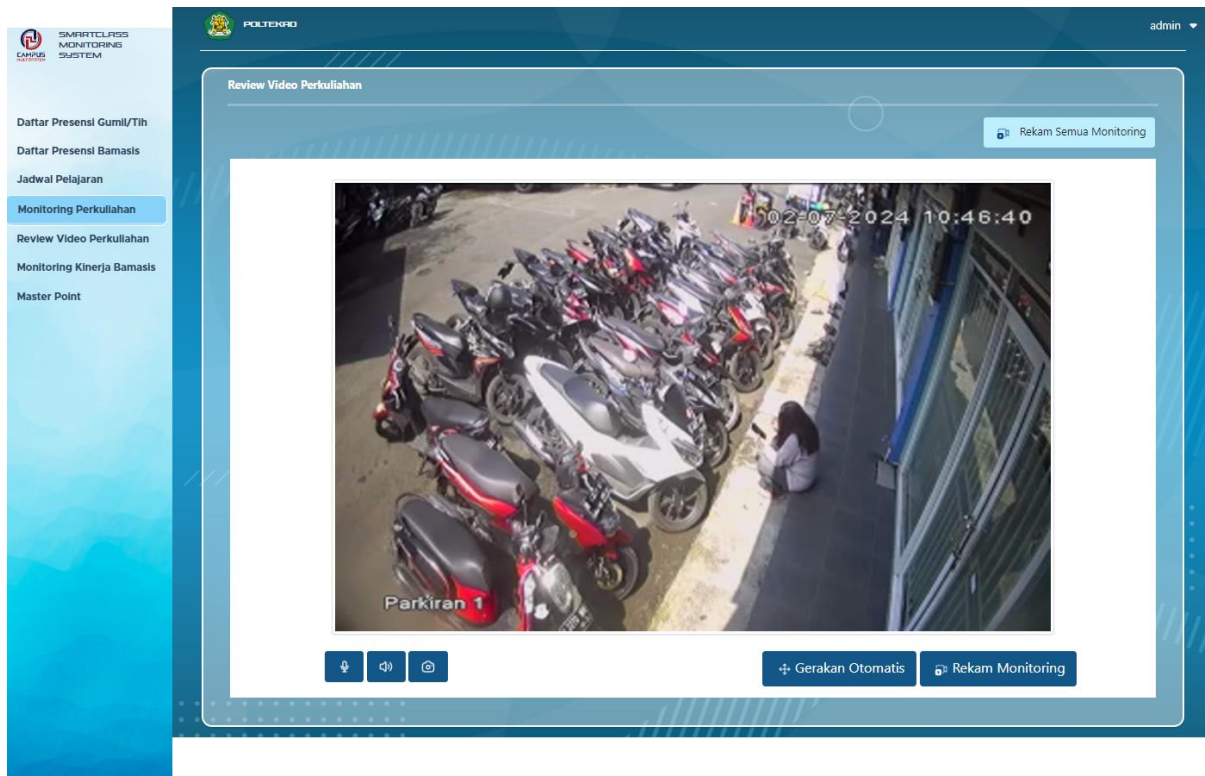 CAMPUS
SMARTCLASS
MONITORING
SYSTEM
POLTEKAD
admin
Daftar Presensi Gumil/Tih
Daftar Presensi Bamasis
Jadwal Pelajaran
Monitoring Perkuliahan
Review Video Perkuliahan
Monitoring Kinerja Bamasis
Master Point
Review Video Perkuliahan
Rekam Semua Monitoring
02-07-2024 10:46:40
Parkiran 1
Gerakan Otomatis
Rekam Monitoring